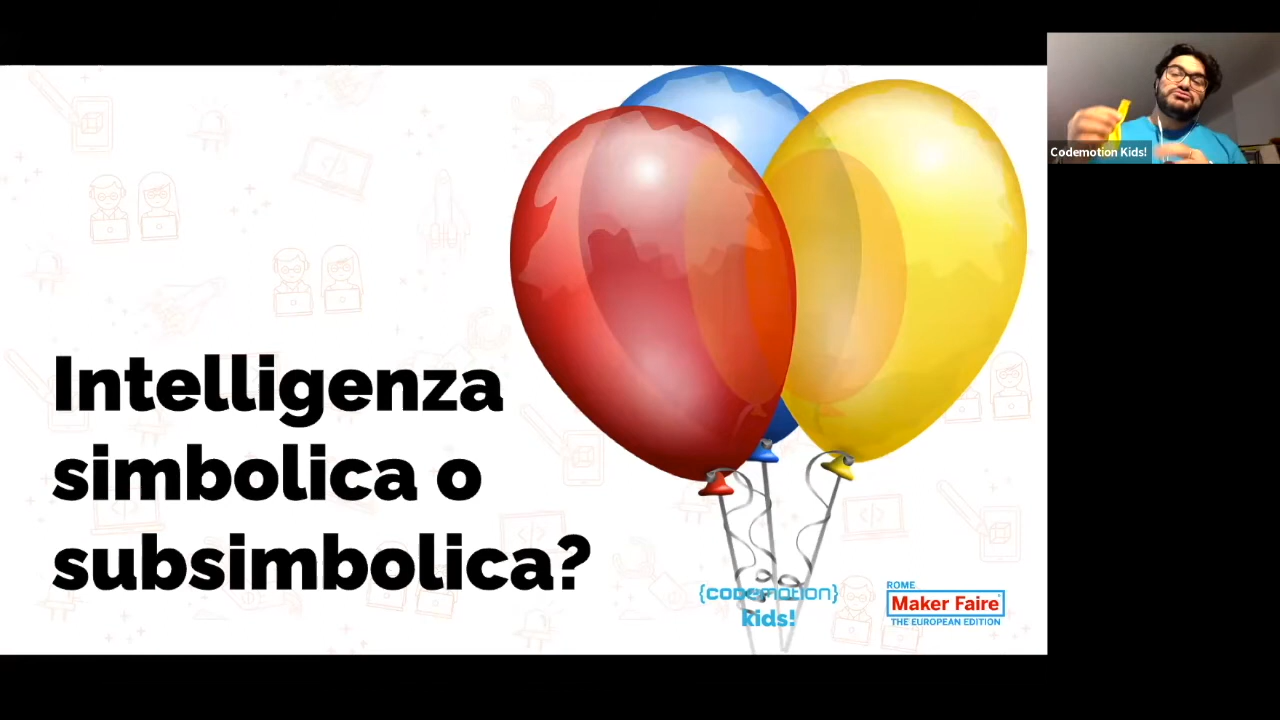 Intelligenza
simbolica o
subsimbolica?
{codemotion}
kids!
ROME
Maker Faire
THE EUROPEAN EDITION
Codemotion Kids!